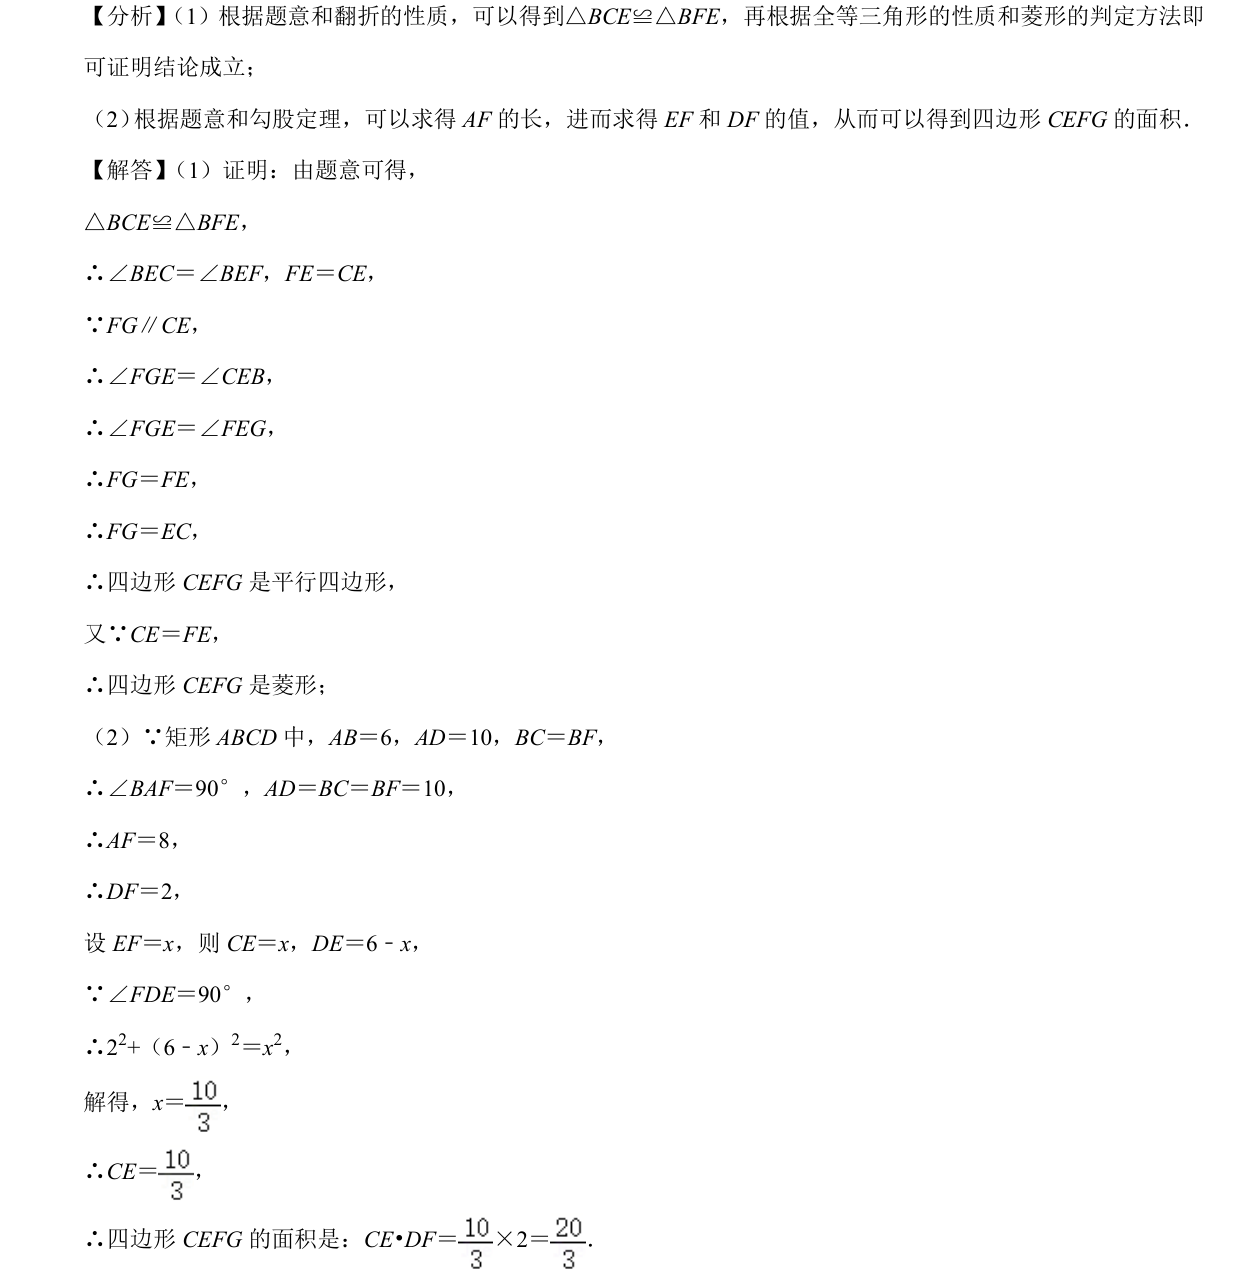 【分析】（1）根据题意和翻折的性质，可以得到△BCE≌△BFE，再根据全等三角形的性质和菱形的判定方法即
可证明结论成立；
（2）根据题意和勾股定理，可以求得 AF 的长，进而求得 EF 和 DF 的值，从而可以得到四边形 CEFG 的面积．
【解答】（1）证明：由题意可得，
△BCE≌△BFE，
∴∠BEC＝∠BEF，FE＝CE，
∵FG∥CE，
∴∠FGE＝∠CEB，
∴∠FGE＝∠FEG，
∴FG＝FE，
∴FG＝EC，
∴四边形 CEFG 是平行四边形，
又∵CE＝FE，
∴四边形 CEFG 是菱形；
（2）∵矩形 ABCD 中，AB＝6，AD＝10，BC＝BF，
∴∠BAF＝90°，AD＝BC＝BF＝10，
∴AF＝8，
∴DF＝2，
设 EF＝x，则 CE＝x，DE＝6﹣x，
∵∠FDE＝90°，
∴2²+（6﹣x）²＝x²，
解得，x＝10/3，
∴CE＝10/3，
∴四边形 CEFG 的面积是：CE•DF＝10/3×2＝20/3．